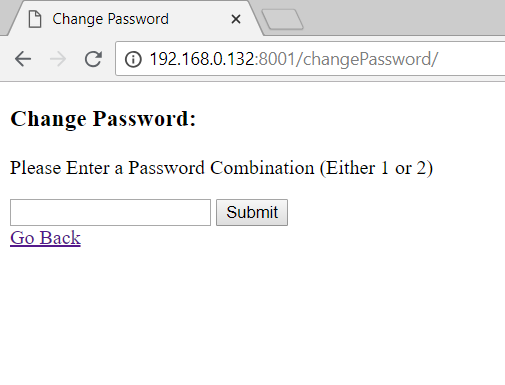 Change Password
192.168.0.132:8001/changePassword/
Change Password:
Please Enter a Password Combination (Either 1 or 2)
Submit
Go Back